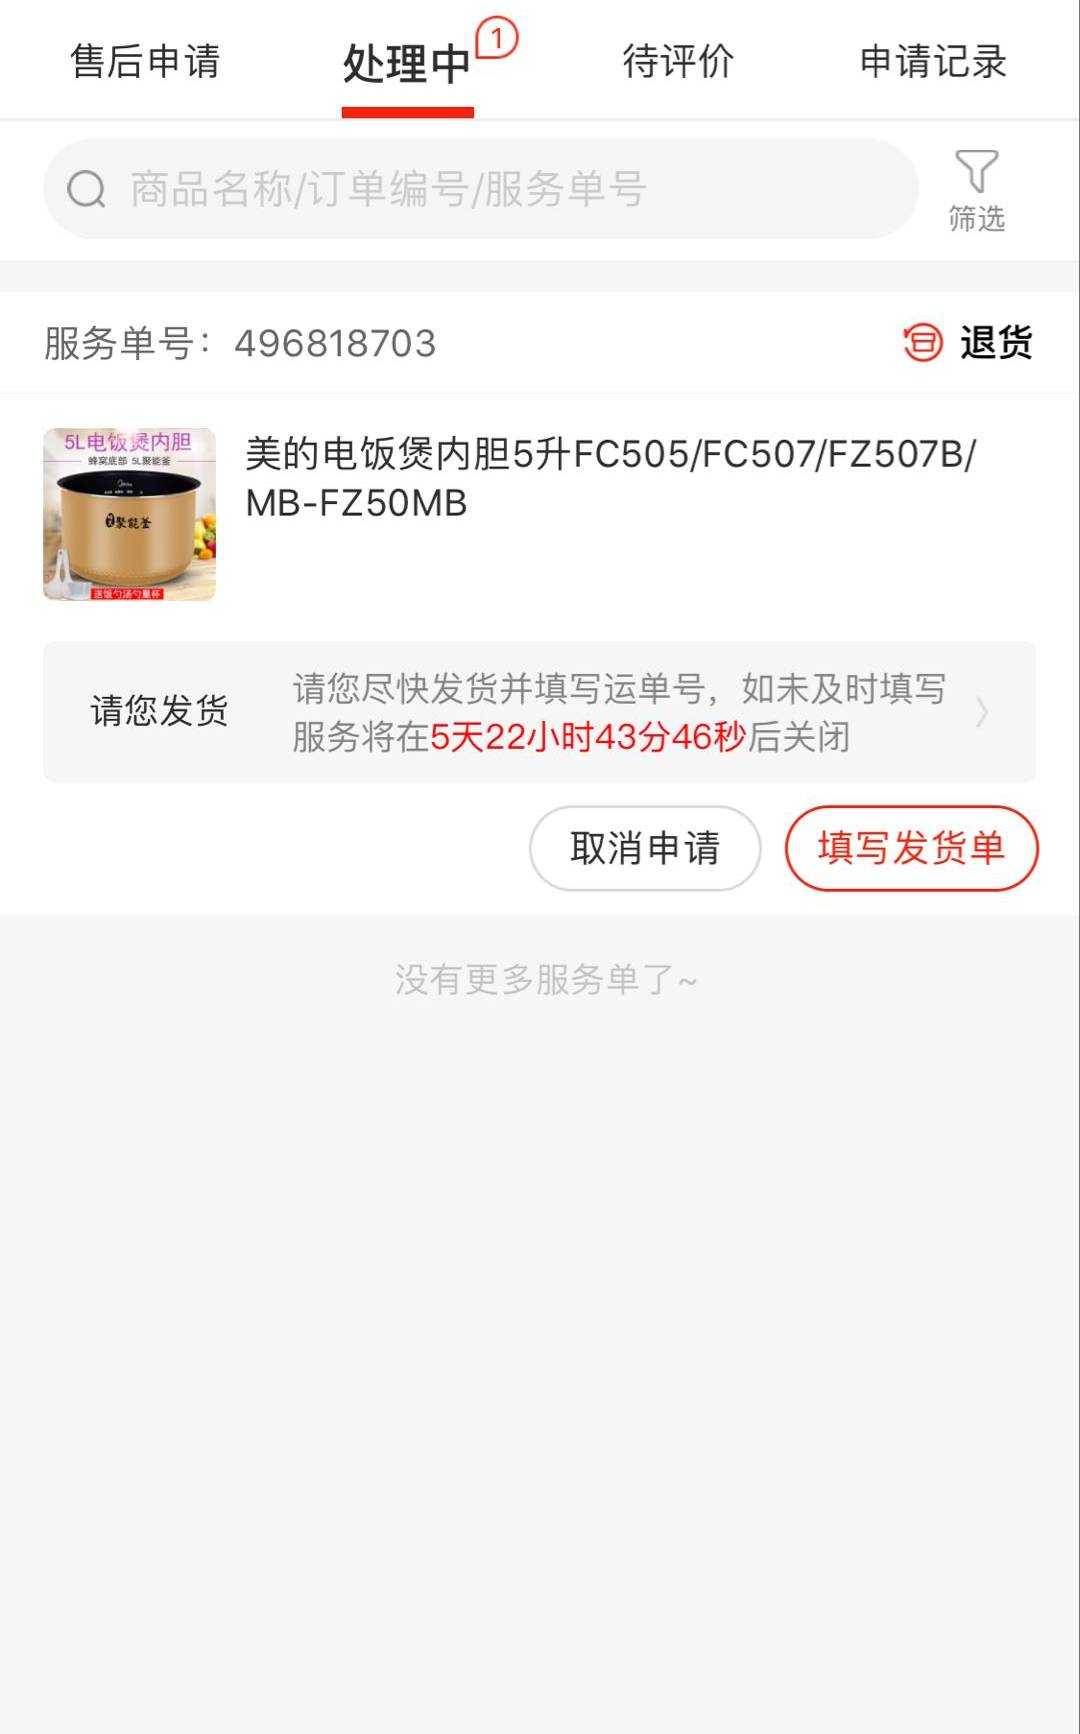 售后申请
处理中
1
待评价
申请记录
商品名称/订单编号/服务单号
筛选
服务单号：496818703
退货
5L电饭煲内胆
蜂窝底部 5L聚能釜
Midea
聚能釜
送饭勺汤勺量杯
美的电饭煲内胆5升FC505/FC507/FZ507B/
MB-FZ50MB
请您发货
请您尽快发货并填写运单号，如未及时填写
服务将在5天22小时43分46秒后关闭
取消申请
填写发货单
没有更多服务单了~